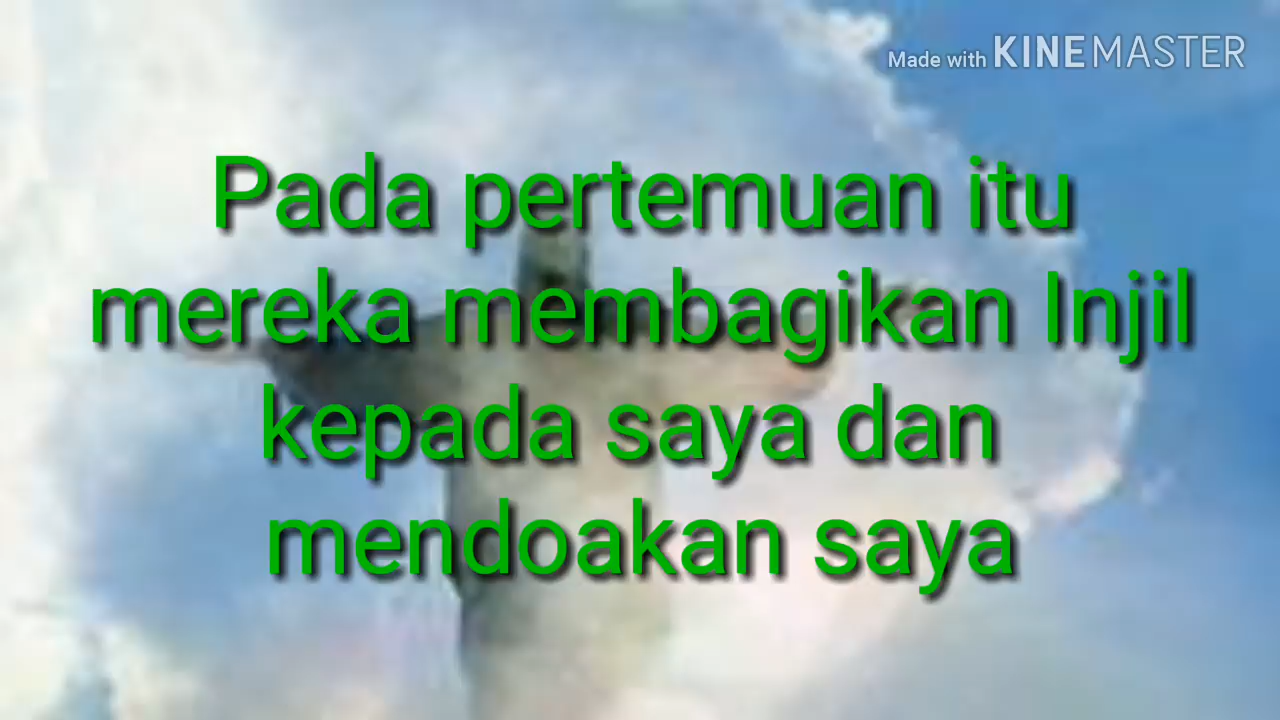 Made with KINEMASTER
Pada pertemuan itu
mereka membagikan Injil
kepada saya dan
mendoakan saya